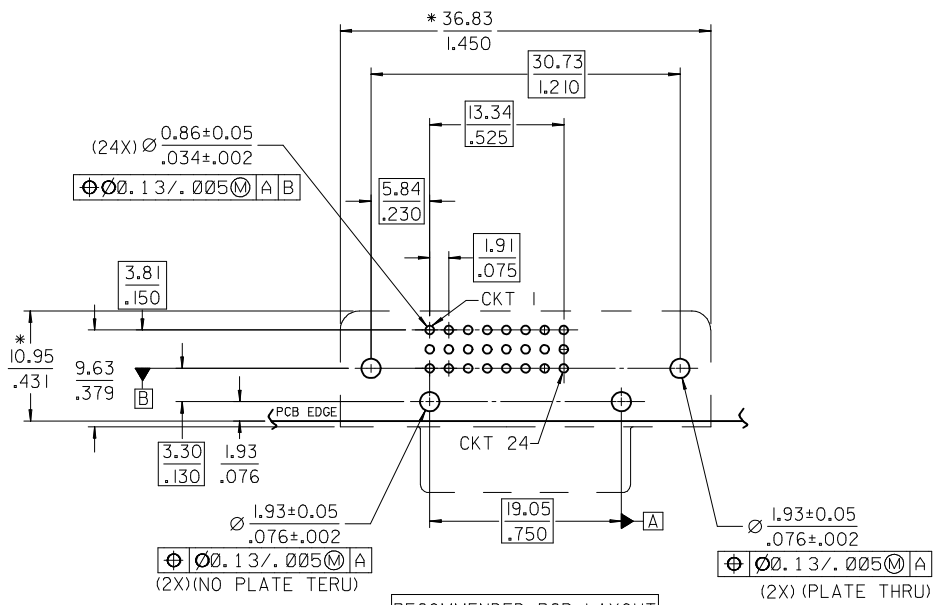 * 36.83
1.450
30.73
1.210
13.34
.525
(24X) Ø 0.86±0.05
.034±.002
⌖ Ø0.13/.005Ⓜ A B
5.84
.230
1.91
.075
3.81
.150
CKT 1
*
10.95
.431
9.63
.379
B
PCB EDGE
CKT 24
3.30
.130
1.93
.076
19.05
.750
A
Ø 1.93±0.05
.076±.002
⌖ Ø0.13/.005Ⓜ A
(2X)(NO PLATE TERU)
Ø 1.93±0.05
.076±.002
⌖ Ø0.13/.005Ⓜ A
(2X) (PLATE THRU)
RECOMMENDED PCB LAYOUT